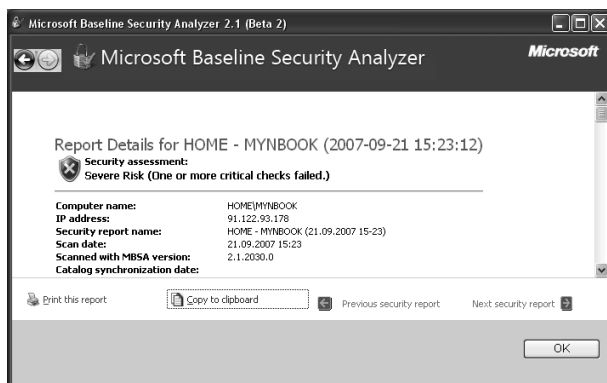 Microsoft Baseline Security Analyzer 2.1 (Beta 2)
Microsoft Baseline Security Analyzer
Microsoft
Report Details for HOME - MYNBOOK (2007-09-21 15:23:12)
Security assessment:
Severe Risk (One or more critical checks failed.)
Computer name: HOME\MYNBOOK
IP address: 91.122.93.178
Security report name: HOME - MYNBOOK (21.09.2007 15-23)
Scan date: 21.09.2007 15:23
Scanned with MBSA version: 2.1.2030.0
Catalog synchronization date:
Print this report Copy to clipboard Previous security report Next security report
OK